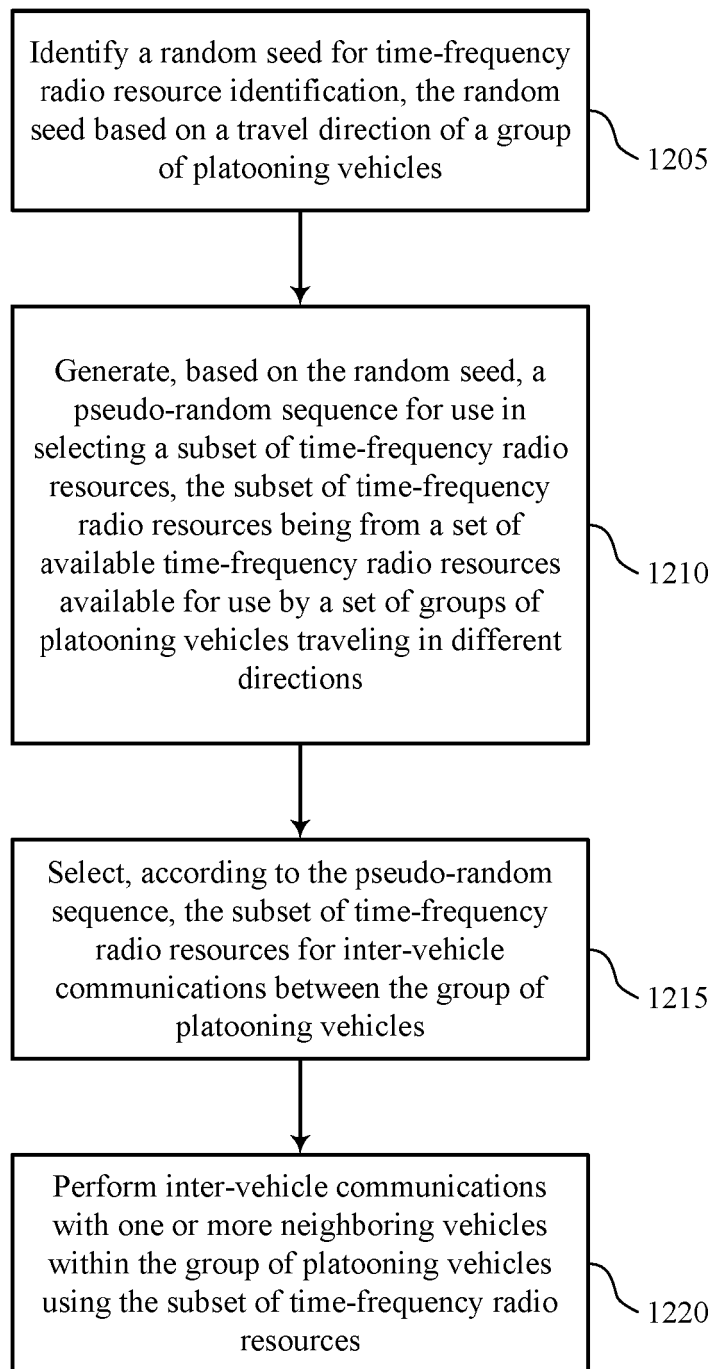 Identify a random seed for time-frequency
radio resource identification, the random
seed based on a travel direction of a group
of platooning vehicles
1205
Generate, based on the random seed, a
pseudo-random sequence for use in
selecting a subset of time-frequency radio
resources, the subset of time-frequency
radio resources being from a set of
available time-frequency radio resources
available for use by a set of groups of
platooning vehicles traveling in different
directions
1210
Select, according to the pseudo-random
sequence, the subset of time-frequency
radio resources for inter-vehicle
communications between the group of
platooning vehicles
1215
Perform inter-vehicle communications
with one or more neighboring vehicles
within the group of platooning vehicles
using the subset of time-frequency radio
resources
1220